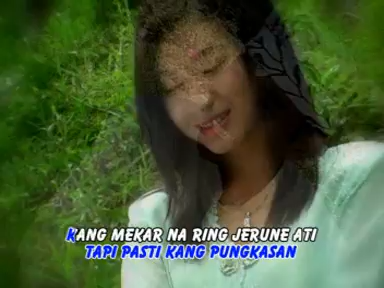 KANG MEKAR NA RING JERUNE ATI
TAPI PASTI KANG PUNGKASAN